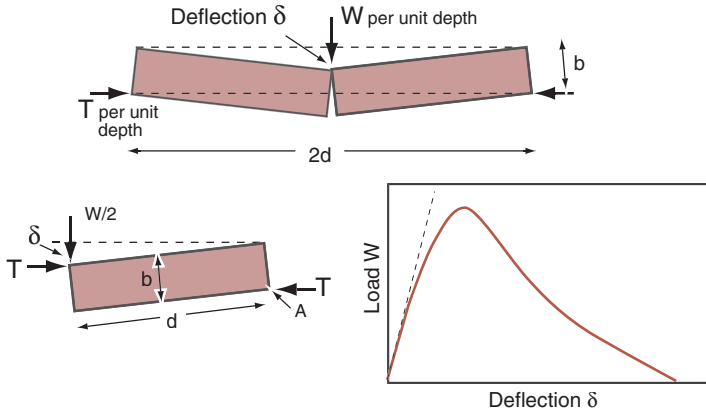 Deflection δ
W per unit depth
b
T per unit
depth
2d
W/2
δ
T
b
T
A
d
Load W
Deflection δ